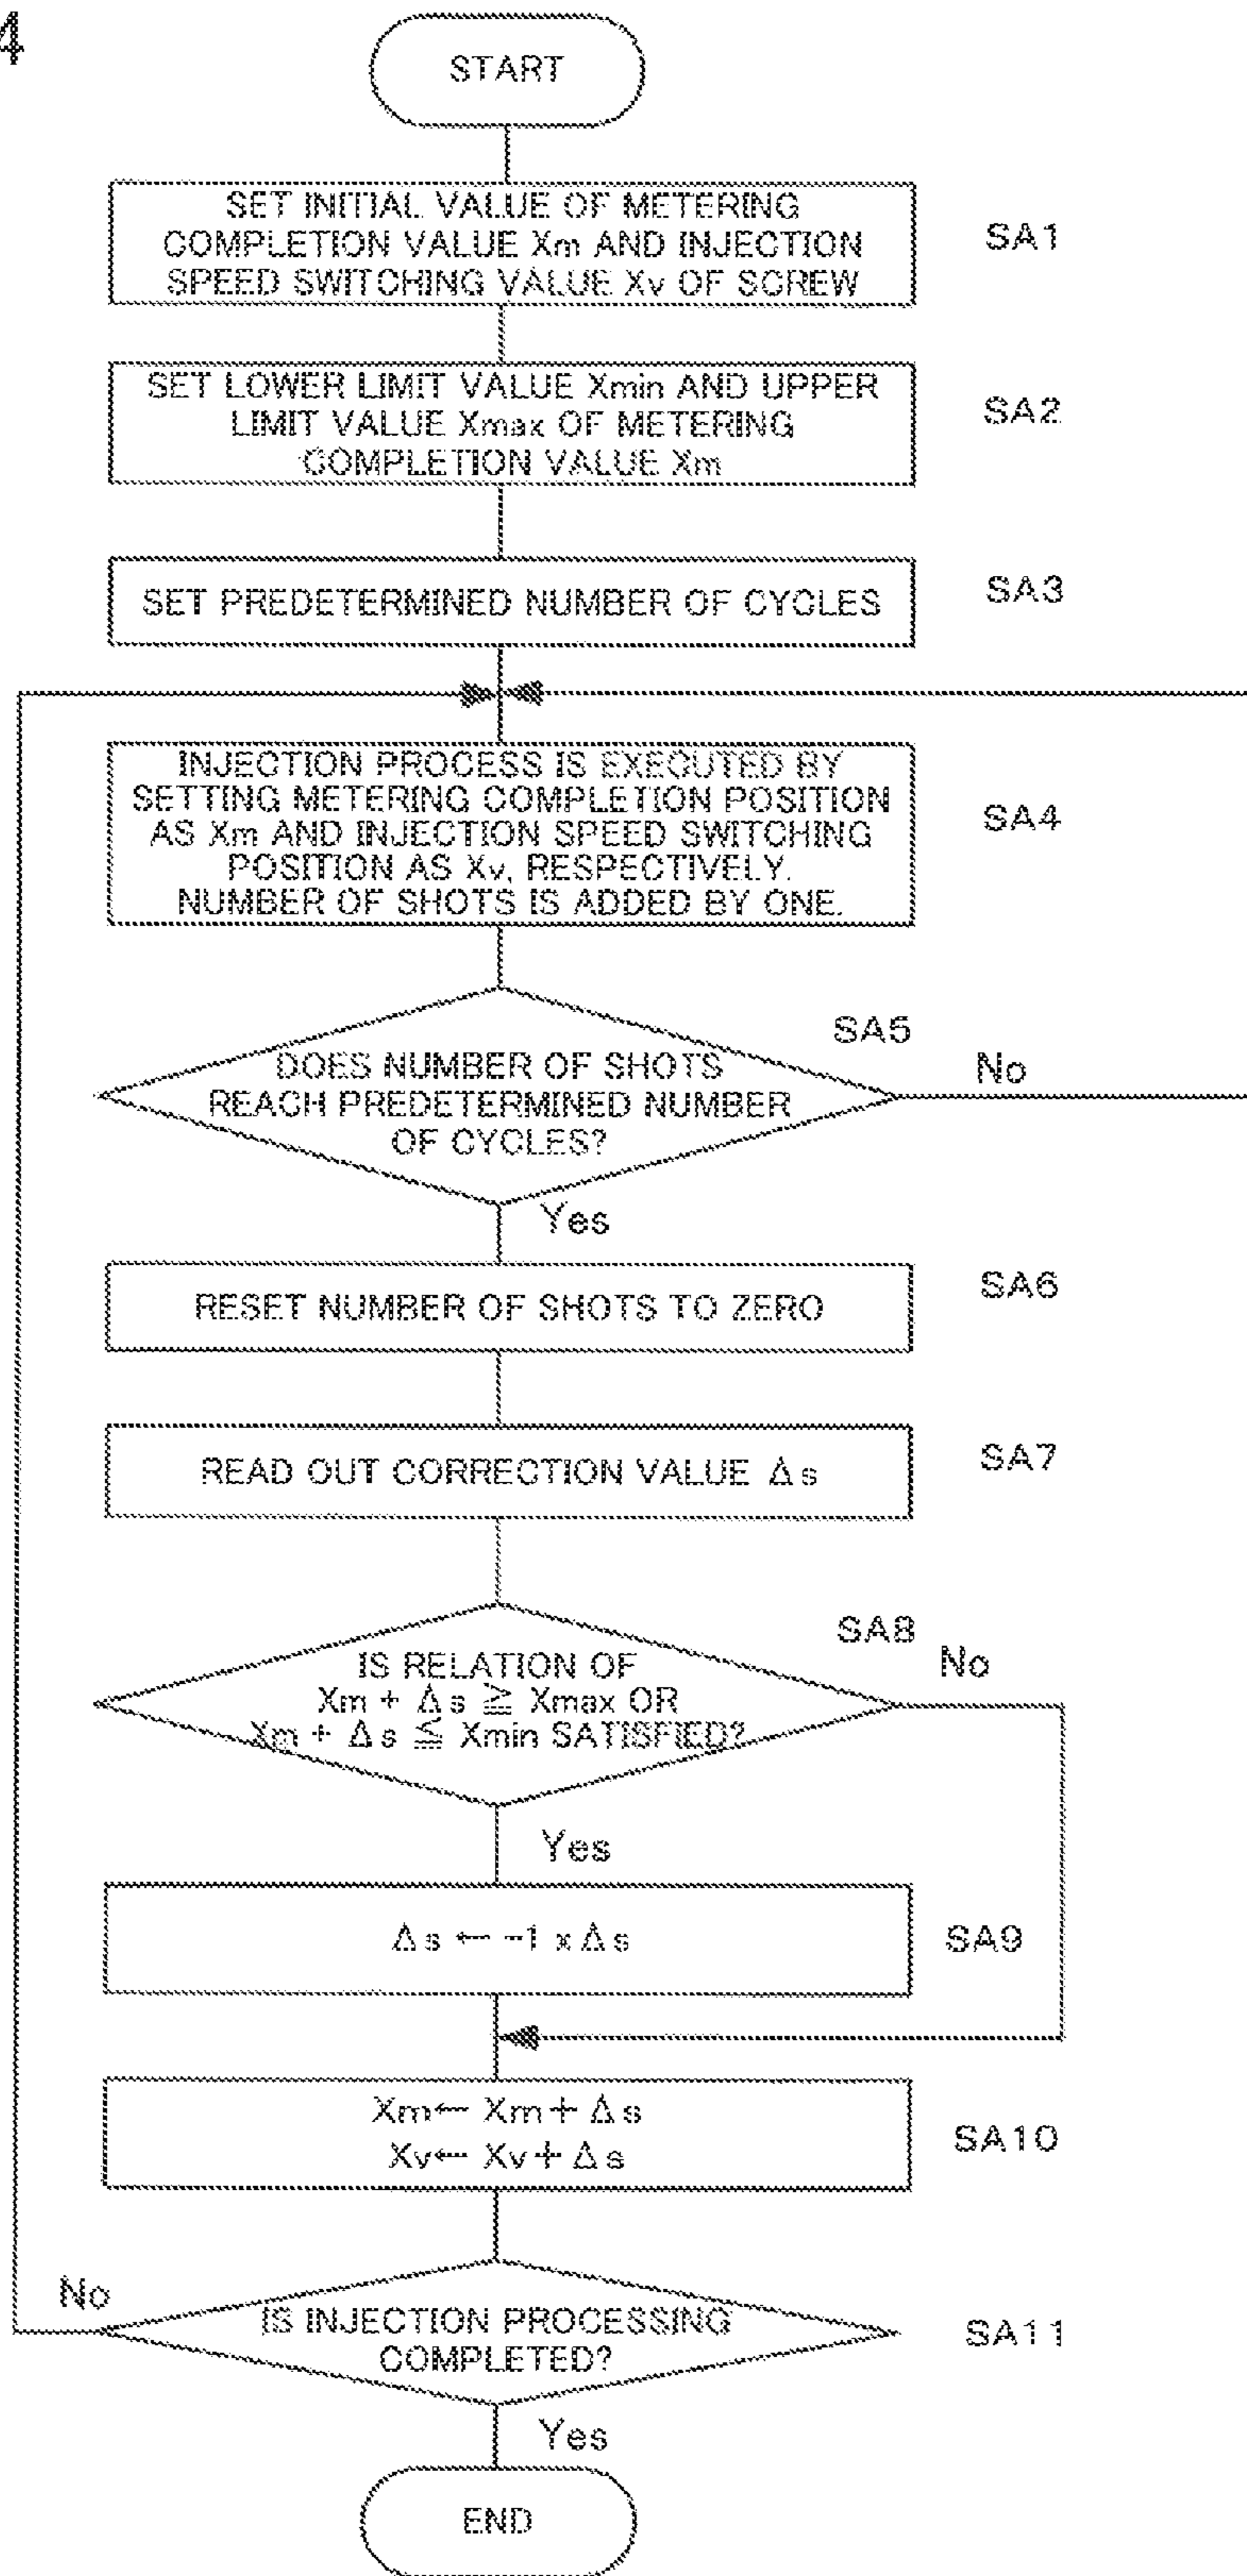 4
START
SET INITIAL VALUE OF METERING
COMPLETION VALUE Xm AND INJECTION
SPEED SWITCHING VALUE Xv OF SCREW
SA1
SET LOWER LIMIT VALUE Xmin AND UPPER
LIMIT VALUE Xmax OF METERING
COMPLETION VALUE Xm
SA2
SET PREDETERMINED NUMBER OF CYCLES
SA3
INJECTION PROCESS IS EXECUTED BY
SETTING METERING COMPLETION POSITION
AS Xm AND INJECTION SPEED SWITCHING
POSITION AS Xv, RESPECTIVELY.
NUMBER OF SHOTS IS ADDED BY ONE.
SA4
DOES NUMBER OF SHOTS
REACH PREDETERMINED NUMBER
OF CYCLES?
SA5
No
Yes
RESET NUMBER OF SHOTS TO ZERO
SA6
READ OUT CORRECTION VALUE Δs
SA7
IS RELATION OF
Xm + Δs ≧ Xmax OR
Xm + Δs ≦ Xmin SATISFIED?
SA8
No
Yes
Δs ← -1 x Δs
SA9
Xm← Xm + Δs
Xv← Xv + Δs
SA10
IS INJECTION PROCESSING
COMPLETED?
SA11
No
Yes
END